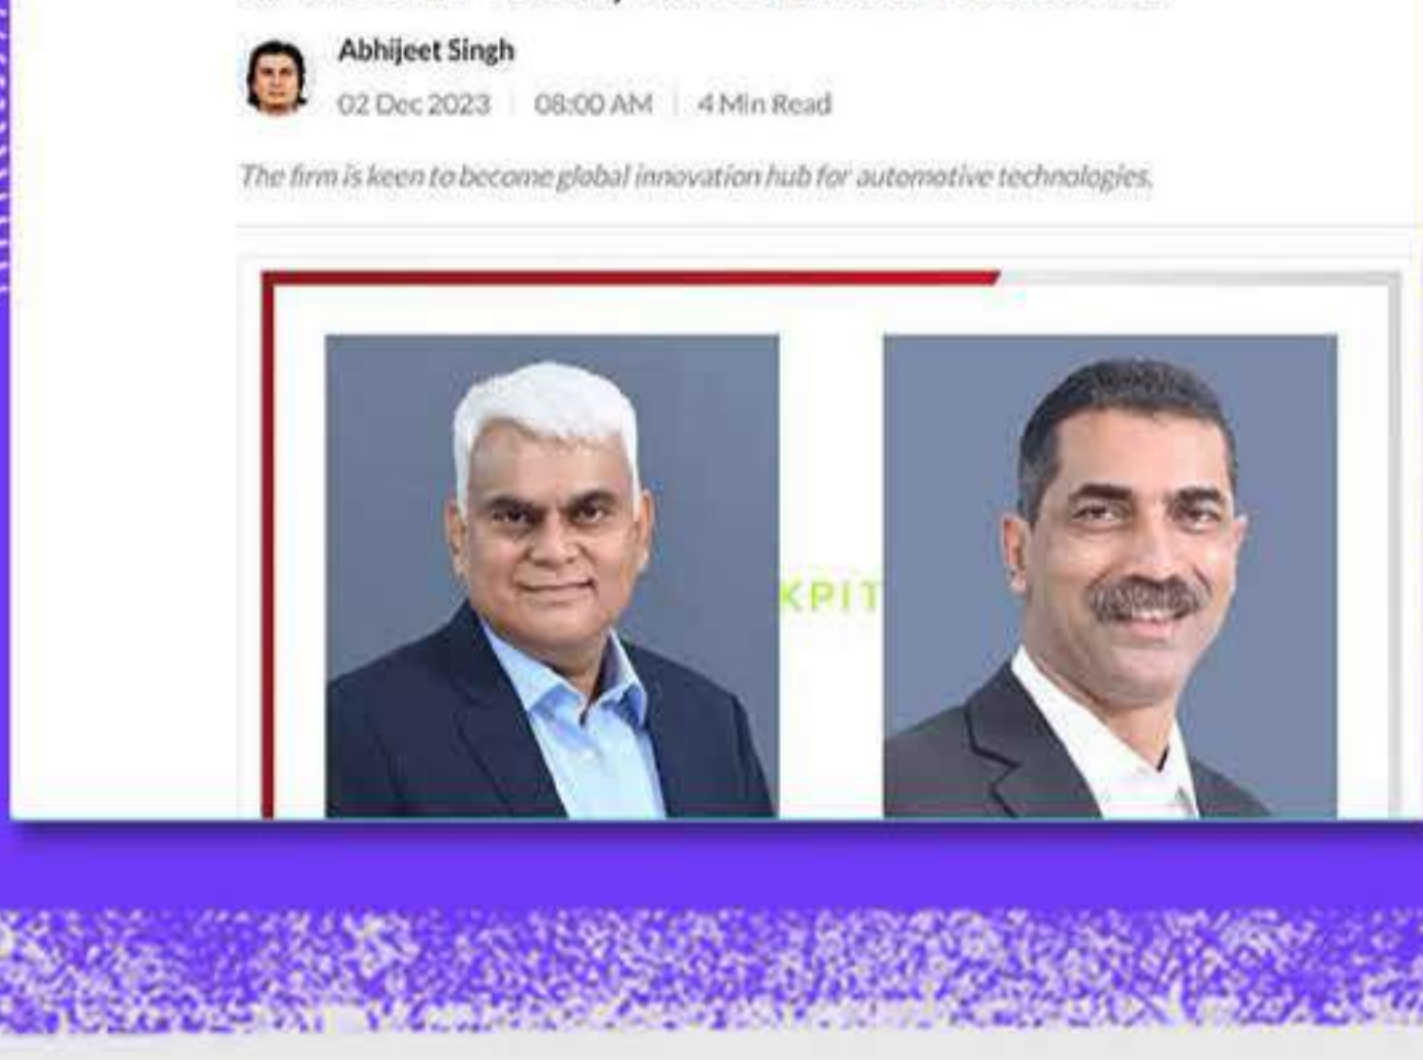 Abhijeet Singh
02 Dec 2023 | 08:00 AM | 4 Min Read
The firm is keen to become global innovation hub for automotive technologies.
KPIT